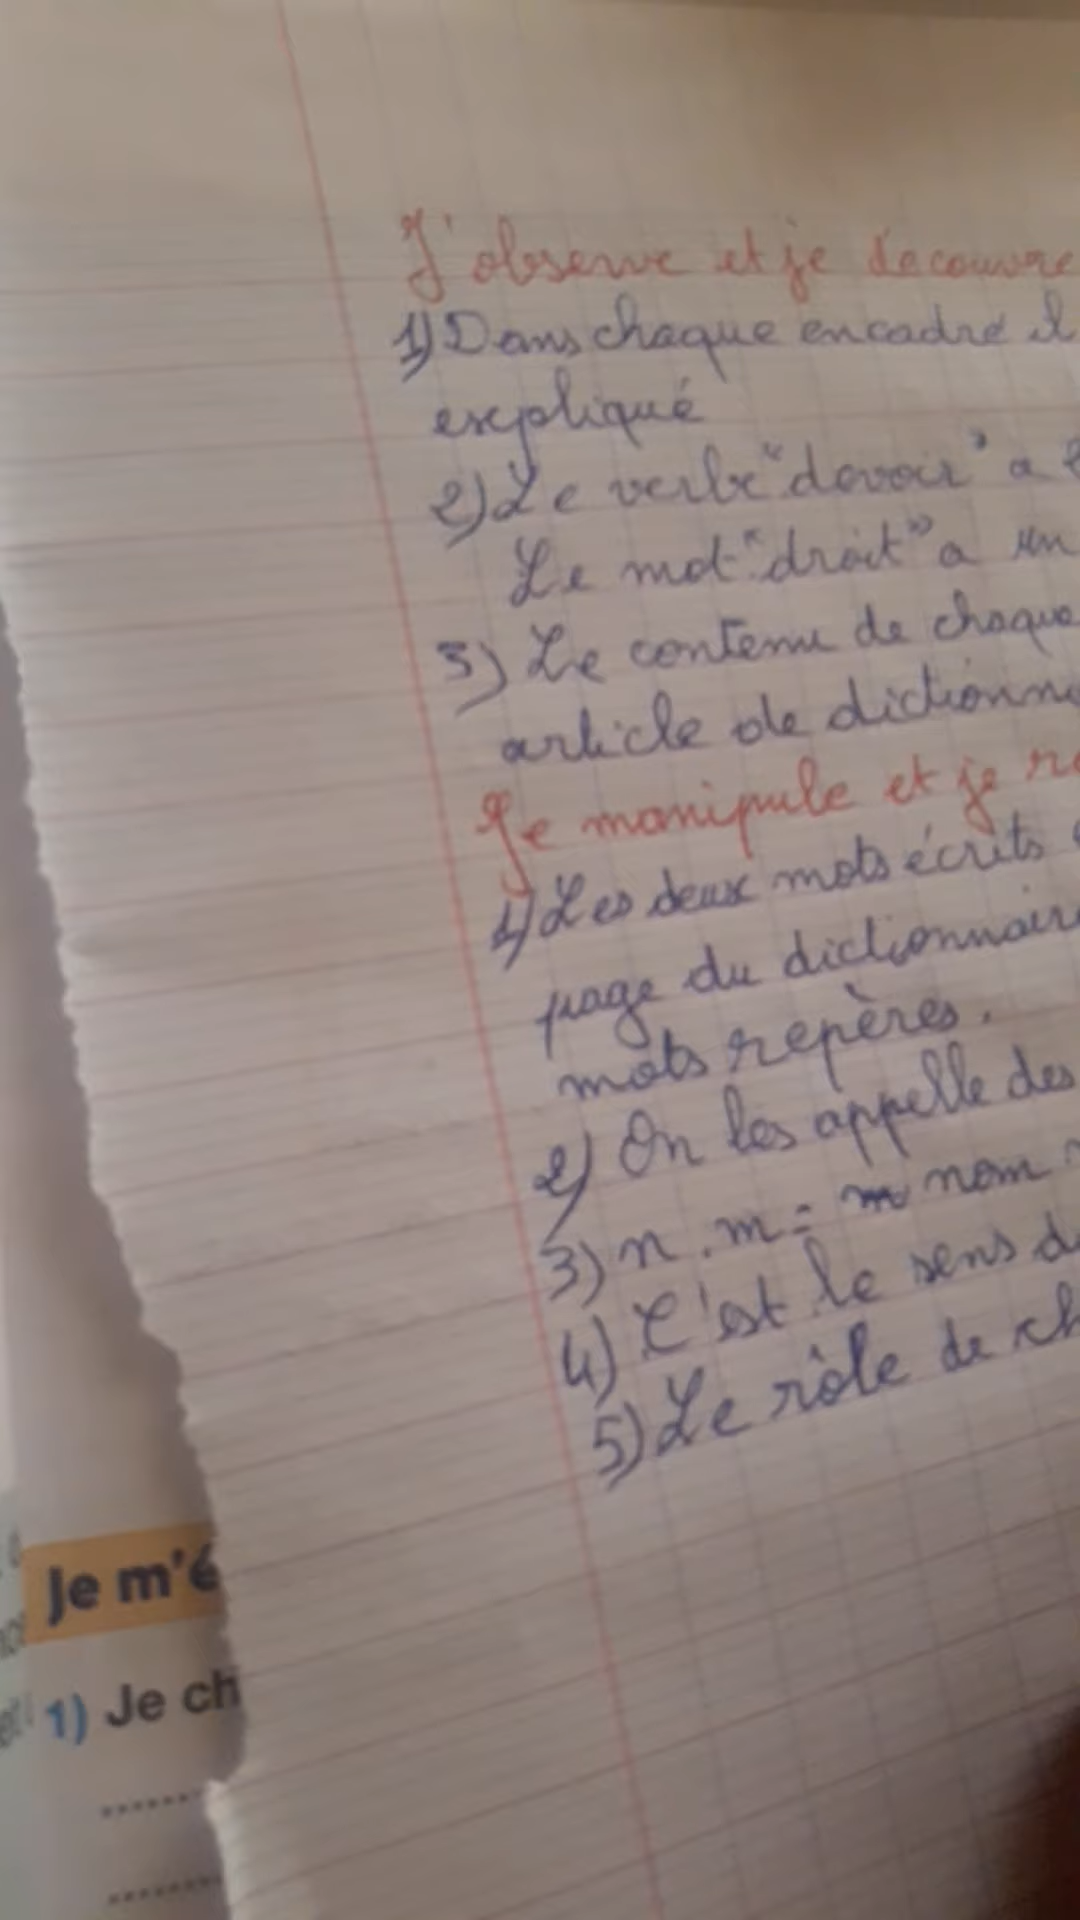 J'observe et je decouvre
1) Dans chaque encadré l
expliqué
2) Le verbe "devoir" a
Le mot "droit" a un
3) Le contenu de chaque
article de dictionn
Je manipule et je re
1) Les deux mots écrits
page du dictionnair
mots repères.
2) On les appelle des
3) n.m = nom
4) C'est le sens d
5) Le rôle de ch
Je m'é
1) Je ch